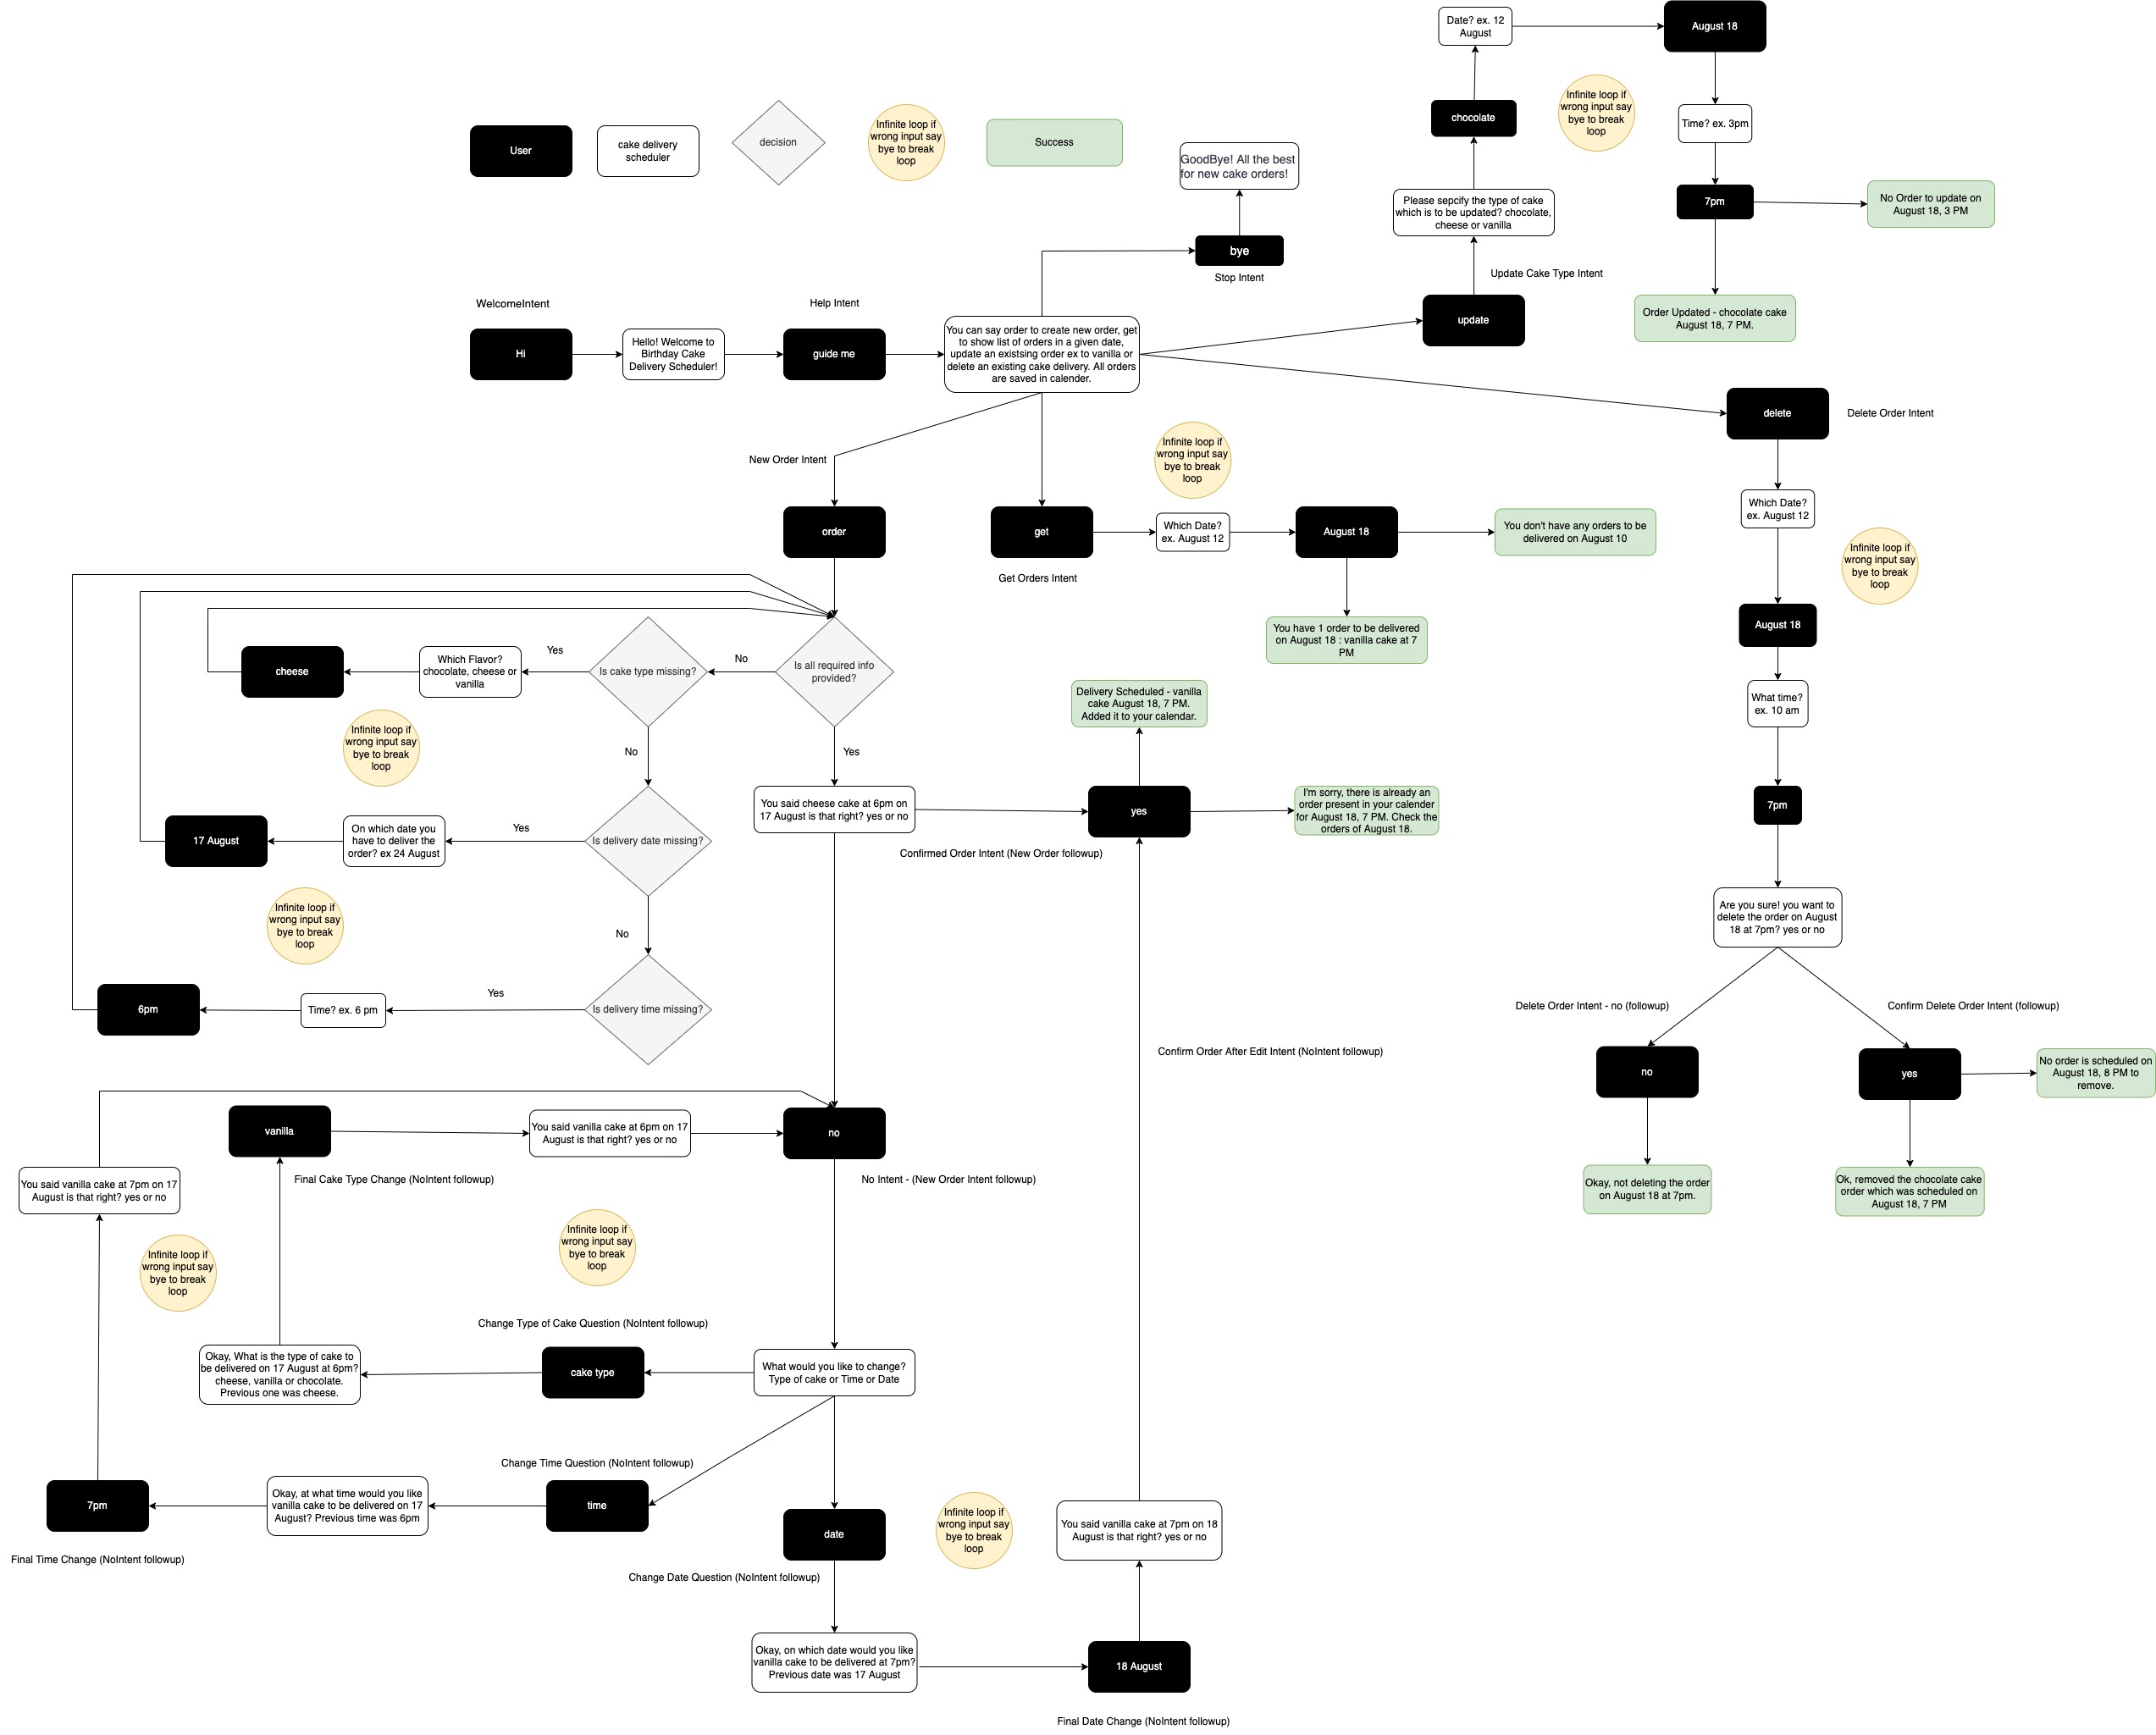 Date? ex. 12
August
August 18
Infinite loop if
wrong input say
bye to break
loop
chocolate
Time? ex. 3pm
User
cake delivery
scheduler
decision
Infinite loop if
wrong input say
bye to break
loop
Success
GoodBye! All the best
for new cake orders!
Please sepcify the type of cake
which is to be updated? chocolate,
cheese or vanilla
7pm
No Order to update on
August 18, 3 PM
bye
Stop Intent
Update Cake Type Intent
WelcomeIntent
Help Intent
update
Order Updated - chocolate cake
August 18, 7 PM.
Hi
Hello! Welcome to
Birthday Cake
Delivery Scheduler!
guide me
You can say order to create new order, get
to show list of orders in a given date,
update an existsing order ex to vanilla or
delete an existing cake delivery. All orders
are saved in calender.
delete
Delete Order Intent
New Order Intent
Infinite loop if
wrong input say
bye to break
loop
Which Date?
ex. August 12
order
get
Which Date?
ex. August 12
August 18
You don't have any orders to be
delivered on August 10
Infinite loop if
wrong input say
bye to break
loop
Get Orders Intent
August 18
You have 1 order to be delivered
on August 18 : vanilla cake at 7
PM
cheese
Which Flavor?
chocolate, cheese or
vanilla
Yes
Is cake type missing?
No
Is all required info
provided?
Delivery Scheduled - vanilla
cake August 18, 7 PM.
Added it to your calendar.
What time?
ex. 10 am
Infinite loop if
wrong input say
bye to break
loop
No
Yes
17 August
On which date you
have to deliver the
order? ex 24 August
Yes
Is delivery date missing?
You said cheese cake at 6pm on
17 August is that right? yes or no
yes
I'm sorry, there is already an
order present in your calender
for August 18, 7 PM. Check the
orders of August 18.
7pm
Confirmed Order Intent (New Order followup)
Infinite loop if
wrong input say
bye to break
loop
No
Are you sure! you want to
delete the order on August
18 at 7pm? yes or no
6pm
Time? ex. 6 pm
Yes
Is delivery time missing?
Delete Order Intent - no (followup)
Confirm Delete Order Intent (followup)
Confirm Order After Edit Intent (NoIntent followup)
no
yes
No order is scheduled on
August 18, 8 PM to
remove.
vanilla
You said vanilla cake at 6pm on 17
August is that right? yes or no
no
Final Cake Type Change (NoIntent followup)
No Intent - (New Order Intent followup)
You said vanilla cake at 7pm on 17
August is that right? yes or no
Okay, not deleting the order
on August 18 at 7pm.
Ok, removed the chocolate cake
order which was scheduled on
August 18, 7 PM
Infinite loop if
wrong input say
bye to break
loop
Infinite loop if
wrong input say
bye to break
loop
Change Type of Cake Question (NoIntent followup)
Okay, What is the type of cake to
be delivered on 17 August at 6pm?
cheese, vanilla or chocolate.
Previous one was cheese.
cake type
What would you like to change?
Type of cake or Time or Date
Change Time Question (NoIntent followup)
7pm
Okay, at what time would you like
vanilla cake to be delivered on 17
August? Previous time was 6pm
time
date
Infinite loop if
wrong input say
bye to break
loop
You said vanilla cake at 7pm on 18
August is that right? yes or no
Final Time Change (NoIntent followup)
Change Date Question (NoIntent followup)
Okay, on which date would you like
vanilla cake to be delivered at 7pm?
Previous date was 17 August
18 August
Final Date Change (NoIntent followup)